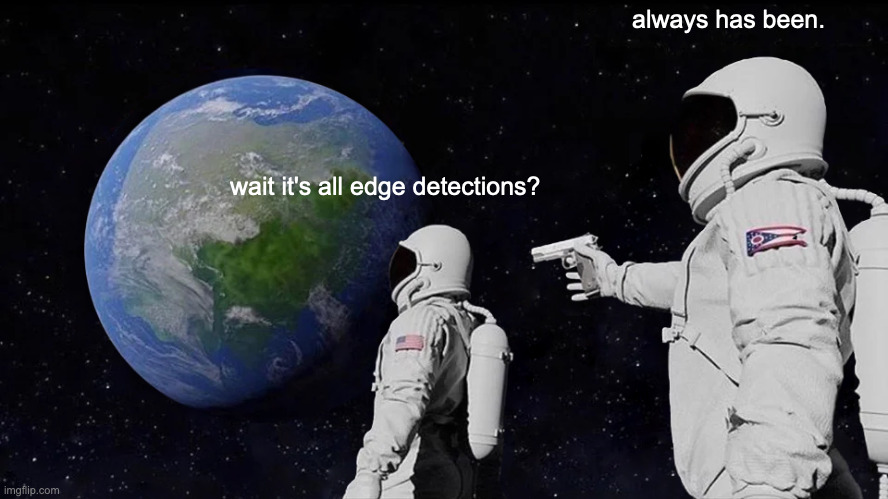 always has been.
wait it's all edge detections?
imgflip.com